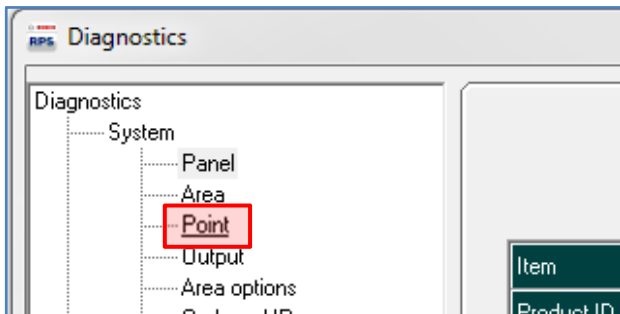 RPS Diagnostics
Diagnostics
System
Panel
Area
Point
Output
Area options
Item
Product ID